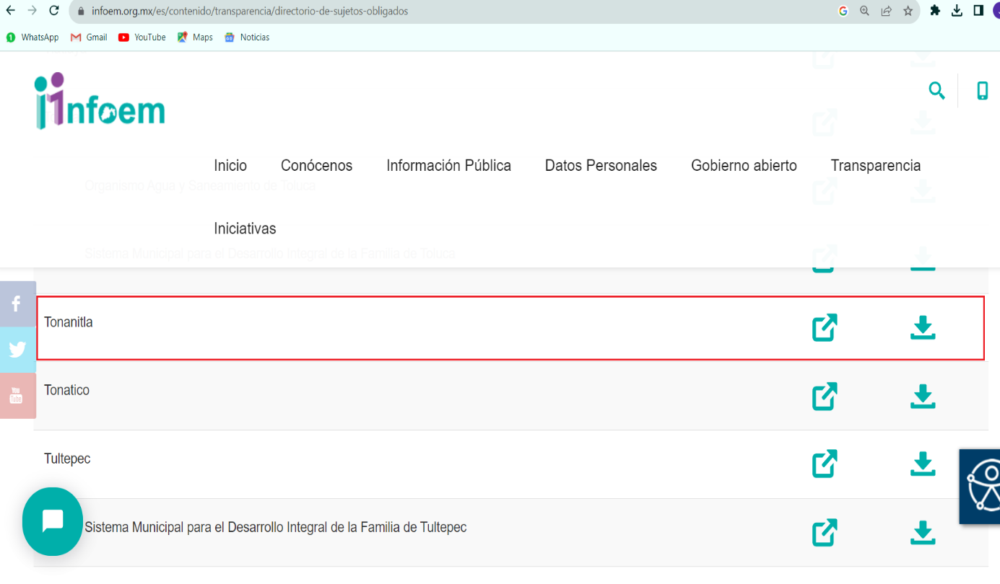 infoem.org.mx/es/contenido/transparencia/directorio-de-sujetos-obligados
WhatsApp Gmail YouTube Maps Noticias
infoem
Inicio Conócenos Información Pública Datos Personales Gobierno abierto Transparencia
Organismo Agua y Saneamiento de Toluca
Iniciativas
Sistema Municipal para el Desarrollo Integral de la Familia de Toluca
Tonanitla
Tonatico
You Tube
Tultepec
Sistema Municipal para el Desarrollo Integral de la Familia de Tultepec